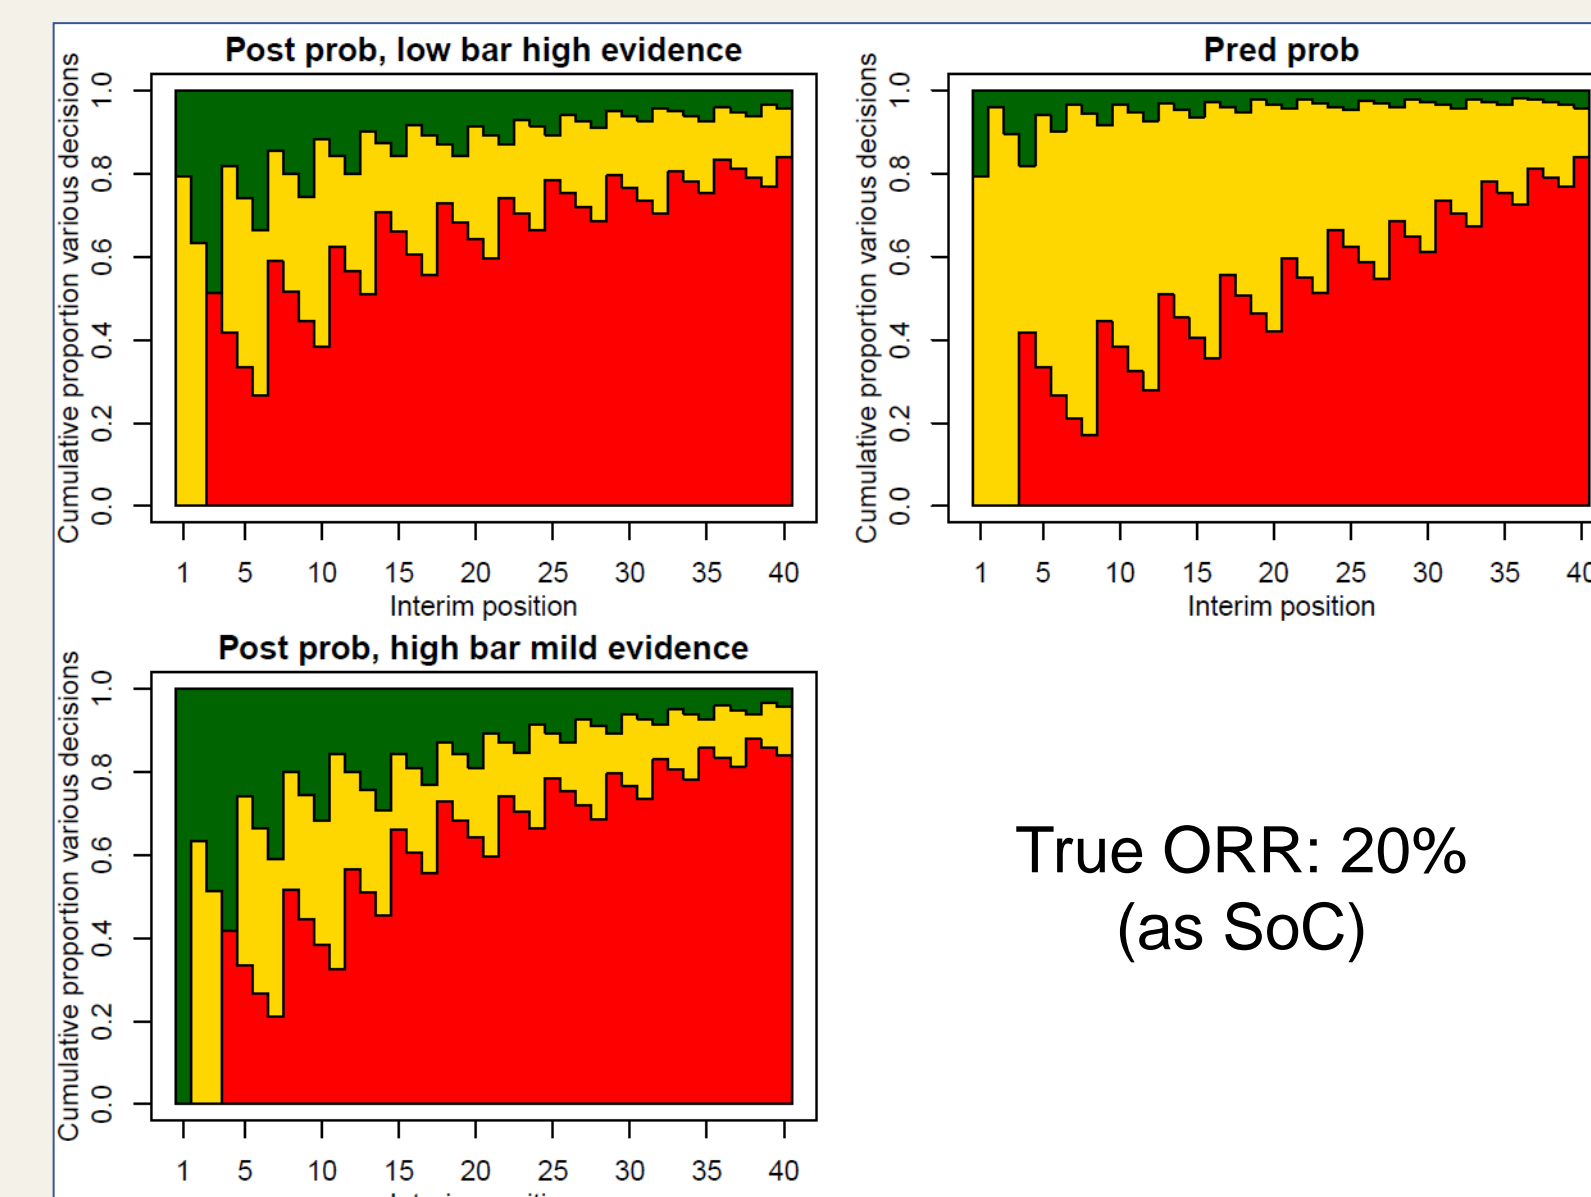 Post prob, low bar high evidence
Cumulative proportion various decisions
0.0 0.2 0.4 0.6 0.8 1.0
1 5 10 15 20 25 30 35 40
Interim position
Pred prob
Cumulative proportion various decisions
0.0 0.2 0.4 0.6 0.8 1.0
1 5 10 15 20 25 30 35
Interim position
Post prob, high bar mild evidence
Cumulative proportion various decisions
0.0 0.2 0.4 0.6 0.8 1.0
1 5 10 15 20 25 30 35 40
True ORR: 20%
(as SoC)